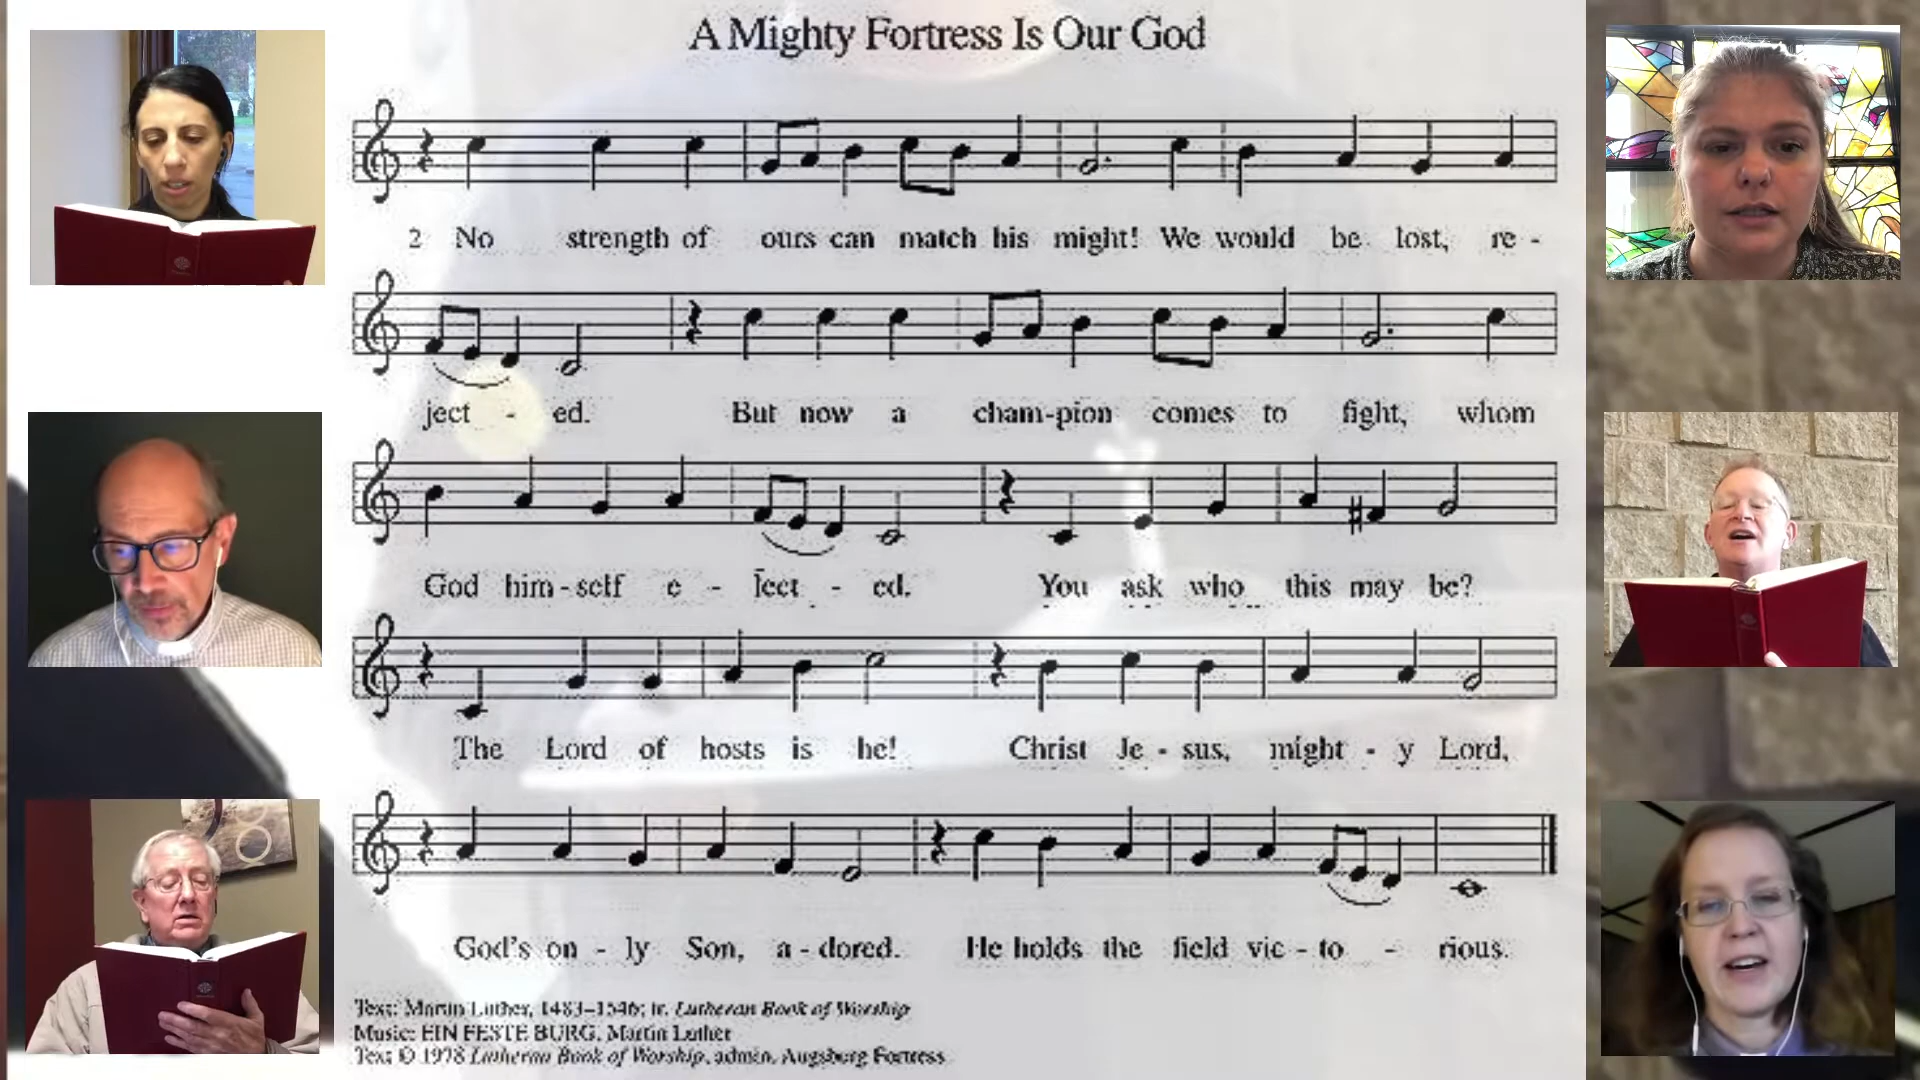 A Mighty Fortress Is Our God
2 No strength of ours can match his might! We would be lost, re -
ject - ed. But now a cham-pion comes to fight, whom
God him-self e - lect - ed. You ask who this may be?
The Lord of hosts is he! Christ Je - sus, might - y Lord,
God's on - ly Son, a - dored. He holds the field vic - to - rious.
Text: Martin Luther, 1483–1546; tr. Lutheran Book of Worship
Music: EIN FESTE BURG, Martin Luther
Text © 1978 Lutheran Book of Worship, admin. Augsburg Fortress